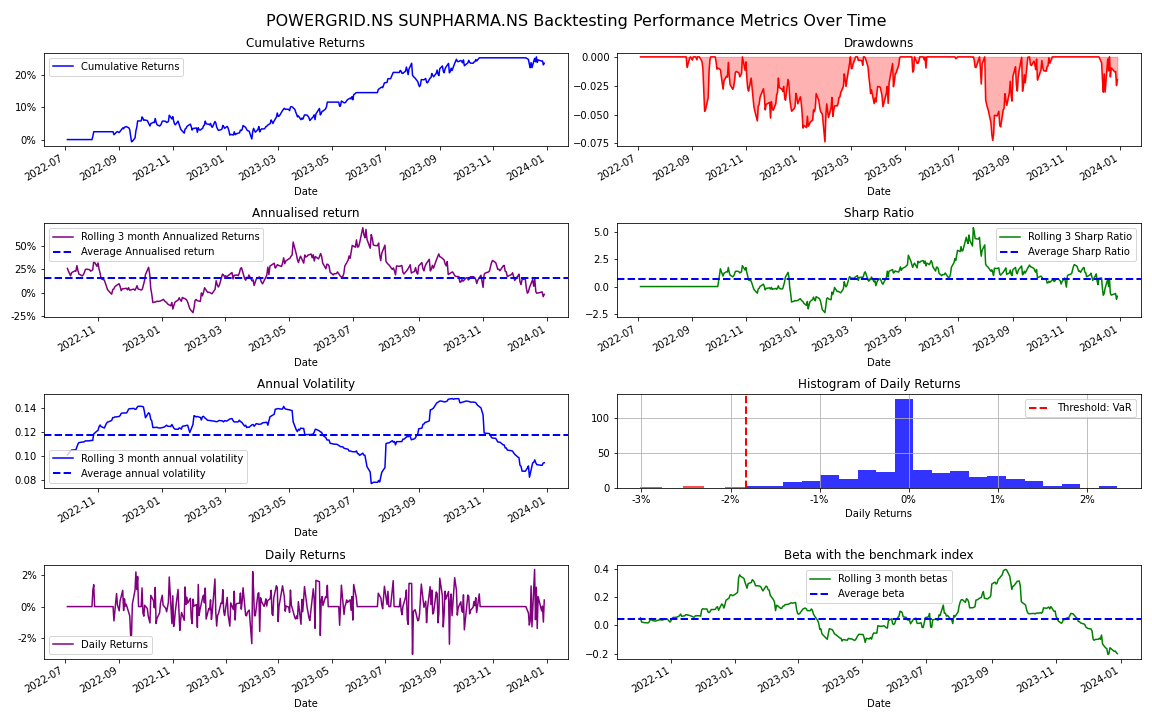 POWERGRID.NS SUNPHARMA.NS Backtesting Performance Metrics Over Time
Cumulative Returns
Cumulative Returns
20%
10%
0%
2022-07 2022-09 2022-11 2023-01 2023-03 2023-05 2023-07 2023-09 2023-11 2024-01
Date
Drawdowns
0.000
−0.025
−0.050
−0.075
2022-07 2022-09 2022-11 2023-01 2023-03 2023-05 2023-07 2023-09 2023-11 2024-01
Date
Annualised return
Rolling 3 month Annualized Returns
Average Annualised return
50%
25%
0%
-25%
2022-11 2023-01 2023-03 2023-05 2023-07 2023-09 2023-11 2024-01
Date
Sharp Ratio
Rolling 3 Sharp Ratio
Average Sharp Ratio
5.0
2.5
0.0
−2.5
2022-07 2022-09 2022-11 2023-01 2023-03 2023-05 2023-07 2023-09 2023-11 2024-01
Date
Annual Volatility
0.14
0.12
0.10
0.08
Rolling 3 month annual volatility
Average annual volatility
2022-11 2023-01 2023-03 2023-05 2023-07 2023-09 2023-11 2024-01
Date
Histogram of Daily Returns
Threshold: VaR
100
50
0
-3% -2% -1% 0% 1% 2%
Daily Returns
Daily Returns
2%
0%
-2%
Daily Returns
2022-07 2022-09 2022-11 2023-01 2023-03 2023-05 2023-07 2023-09 2023-11 2024-01
Date
Beta with the benchmark index
Rolling 3 month betas
Average beta
0.4
0.2
0.0
−0.2
2022-11 2023-01 2023-03 2023-05 2023-07 2023-09 2023-11 2024-01
Date